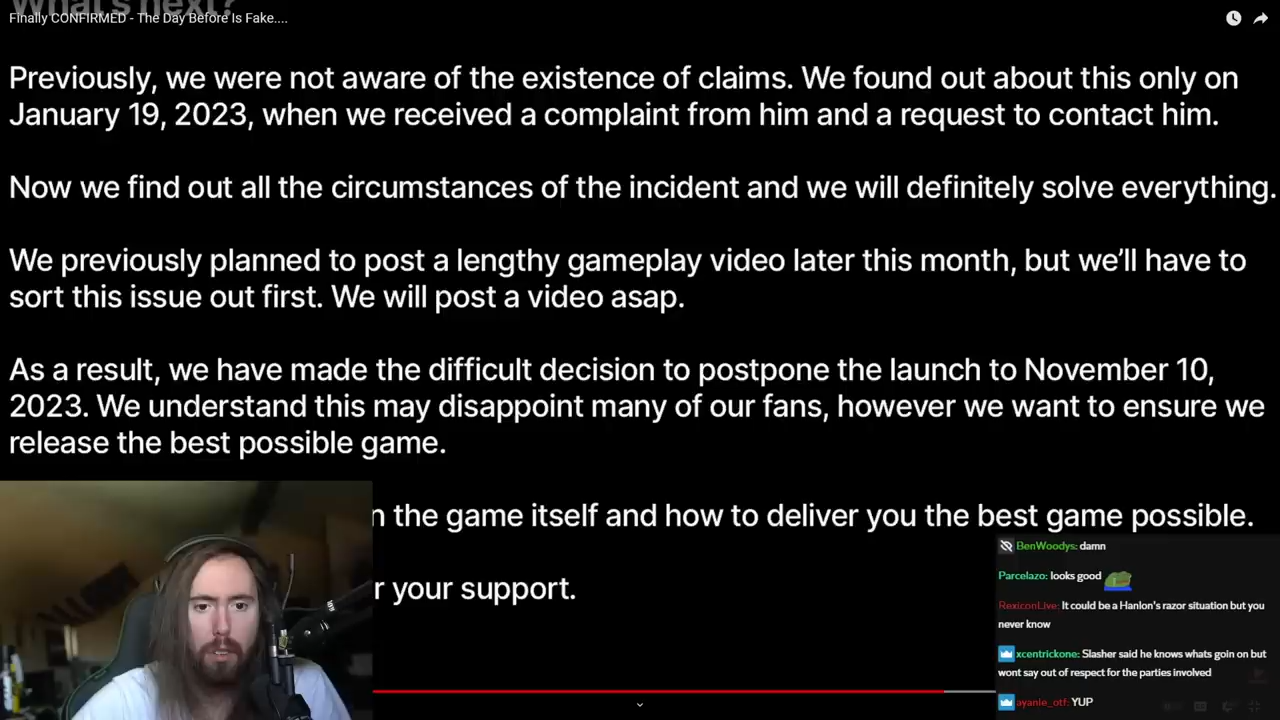 What's next?
FInally CONFIRMED - The Day Before Is Fake....
Previously, we were not aware of the existence of claims. We found out about this only on
January 19, 2023, when we received a complaint from him and a request to contact him.
Now we find out all the circumstances of the incident and we will definitely solve everything.
We previously planned to post a lengthy gameplay video later this month, but we'll have to
sort this issue out first. We will post a video asap.
As a result, we have made the difficult decision to postpone the launch to November 10,
2023. We understand this may disappoint many of our fans, however we want to ensure we
release the best possible game.
n the game itself and how to deliver you the best game possible.
r your support.
BenWoodys: damn
Parcelazo: looks good
RexiconLive: It could be a Hanlon's razor situation but you
never know
xcentrickone: Slasher said he knows whats goin on but
wont say out of respect for the parties involved
ayanie_otf: YUP